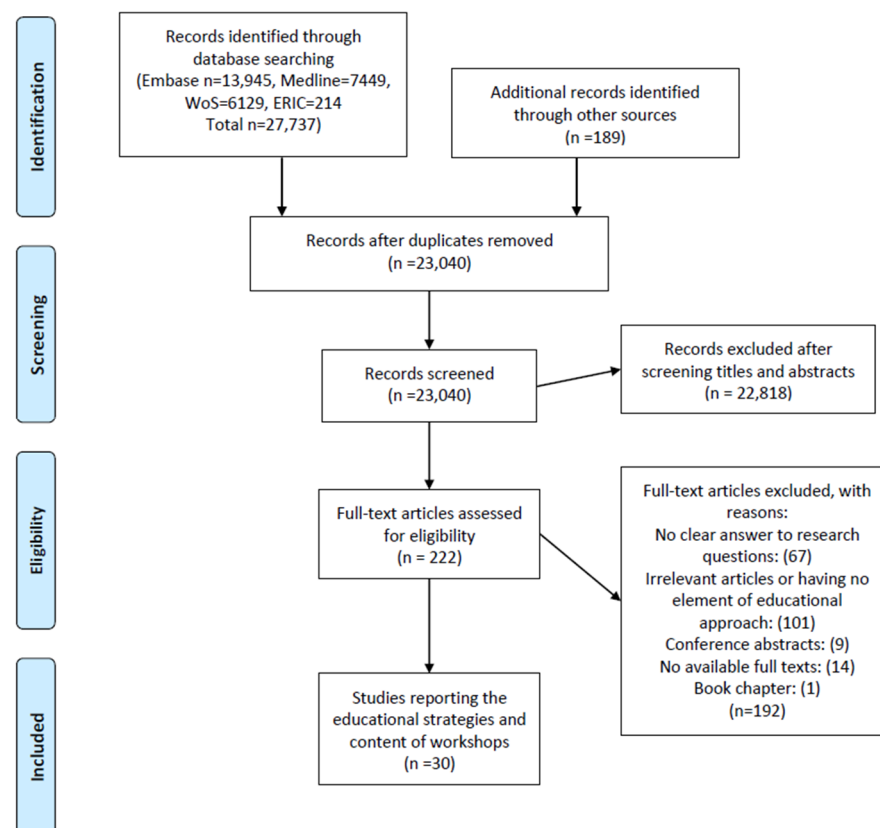 Identification
Records identified through
database searching
(Embase n=13,945, Medline=7449,
WoS=6129, ERIC=214
Total n=27,737)
Additional records identified
through other sources
(n =189)
Records after duplicates removed
(n =23,040)
Screening
Records screened
(n =23,040)
Records excluded after
screening titles and abstracts
(n = 22,818)
Eligibility
Full-text articles assessed
for eligibility
(n = 222)
Full-text articles excluded, with
reasons:
No clear answer to research
questions: (67)
Irrelevant articles or having no
element of educational
approach: (101)
Conference abstracts: (9)
No available full texts: (14)
Book chapter: (1)
(n=192)
Included
Studies reporting the
educational strategies and
content of workshops
(n =30)